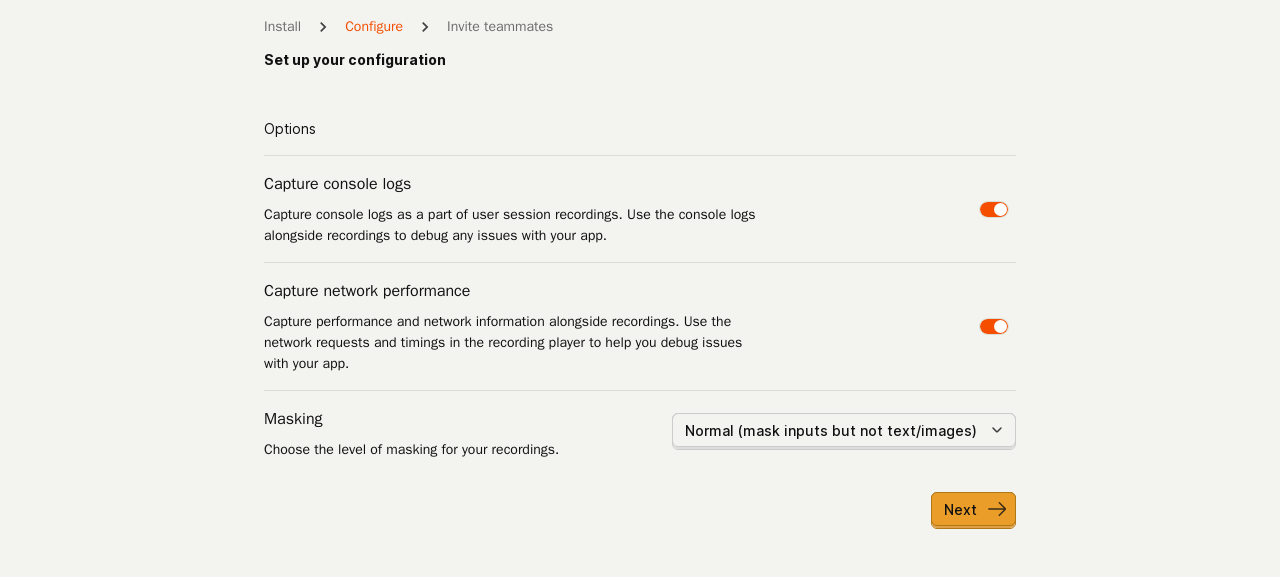 Install
Configure
Invite teammates
Set up your configuration
Options
Capture console logs
Capture console logs as a part of user session recordings. Use the console logs
alongside recordings to debug any issues with your app.
Capture network performance
Capture performance and network information alongside recordings. Use the
network requests and timings in the recording player to help you debug issues
with your app.
Masking
Choose the level of masking for your recordings.
Normal (mask inputs but not text/images)
Next